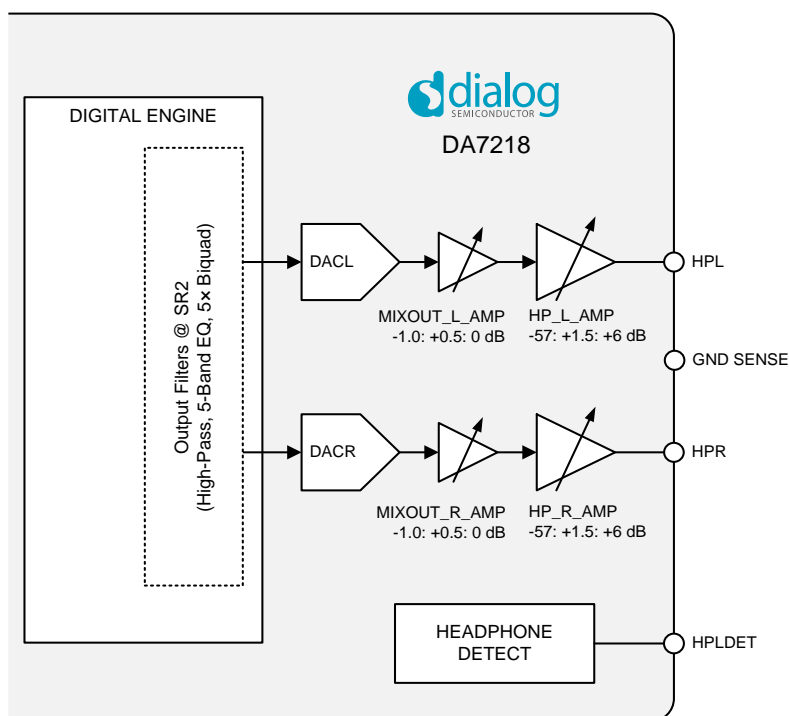 dialog
SEMICONDUCTOR
DA7218
DIGITAL ENGINE
Output Filters @ SR2
(High-Pass, 5-Band EQ, 5x Biquad)
DACL
MIXOUT_L_AMP
-1.0: +0.5: 0 dB
HP_L_AMP
-57: +1.5: +6 dB
HPL
GND SENSE
DACR
MIXOUT_R_AMP
-1.0: +0.5: 0 dB
HP_R_AMP
-57: +1.5: +6 dB
HPR
HEADPHONE
DETECT
HPLDET